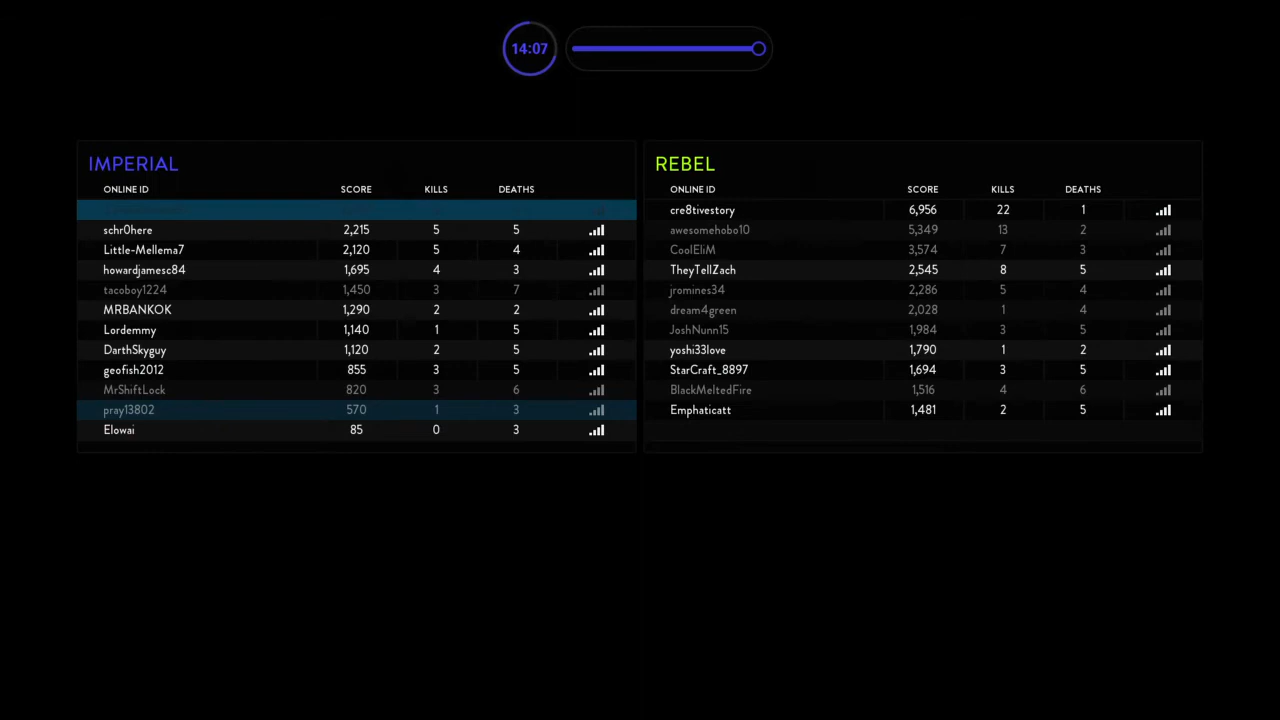 14:07
IMPERIAL
ONLINE ID SCORE KILLS DEATHS
schr0here 2,215 5 5
Little-Mellema7 2,120 5 4
howardjamesc84 1,695 4 3
tacoboy1224 1,450 3 7
MRBANKOK 1,290 2 2
Lordemmy 1,140 1 5
DarthSkyguy 1,120 2 5
geofish2012 855 3 5
MrShiftLock 820 3 6
pray13802 570 1 3
Elowai 85 0 3
REBEL
ONLINE ID SCORE KILLS DEATHS
cre8tivestory 6,956 22 1
awesomehobo10 5,349 13 2
CoolEliM 3,574 7 3
TheyTellZach 2,545 8 5
jromines34 2,286 5 4
dream4green 2,028 1 4
JoshNunn15 1,984 3 5
yoshi33love 1,790 1 2
StarCraft_8897 1,694 3 5
BlackMeltedFire 1,516 4 6
Emphaticatt 1,481 2 5